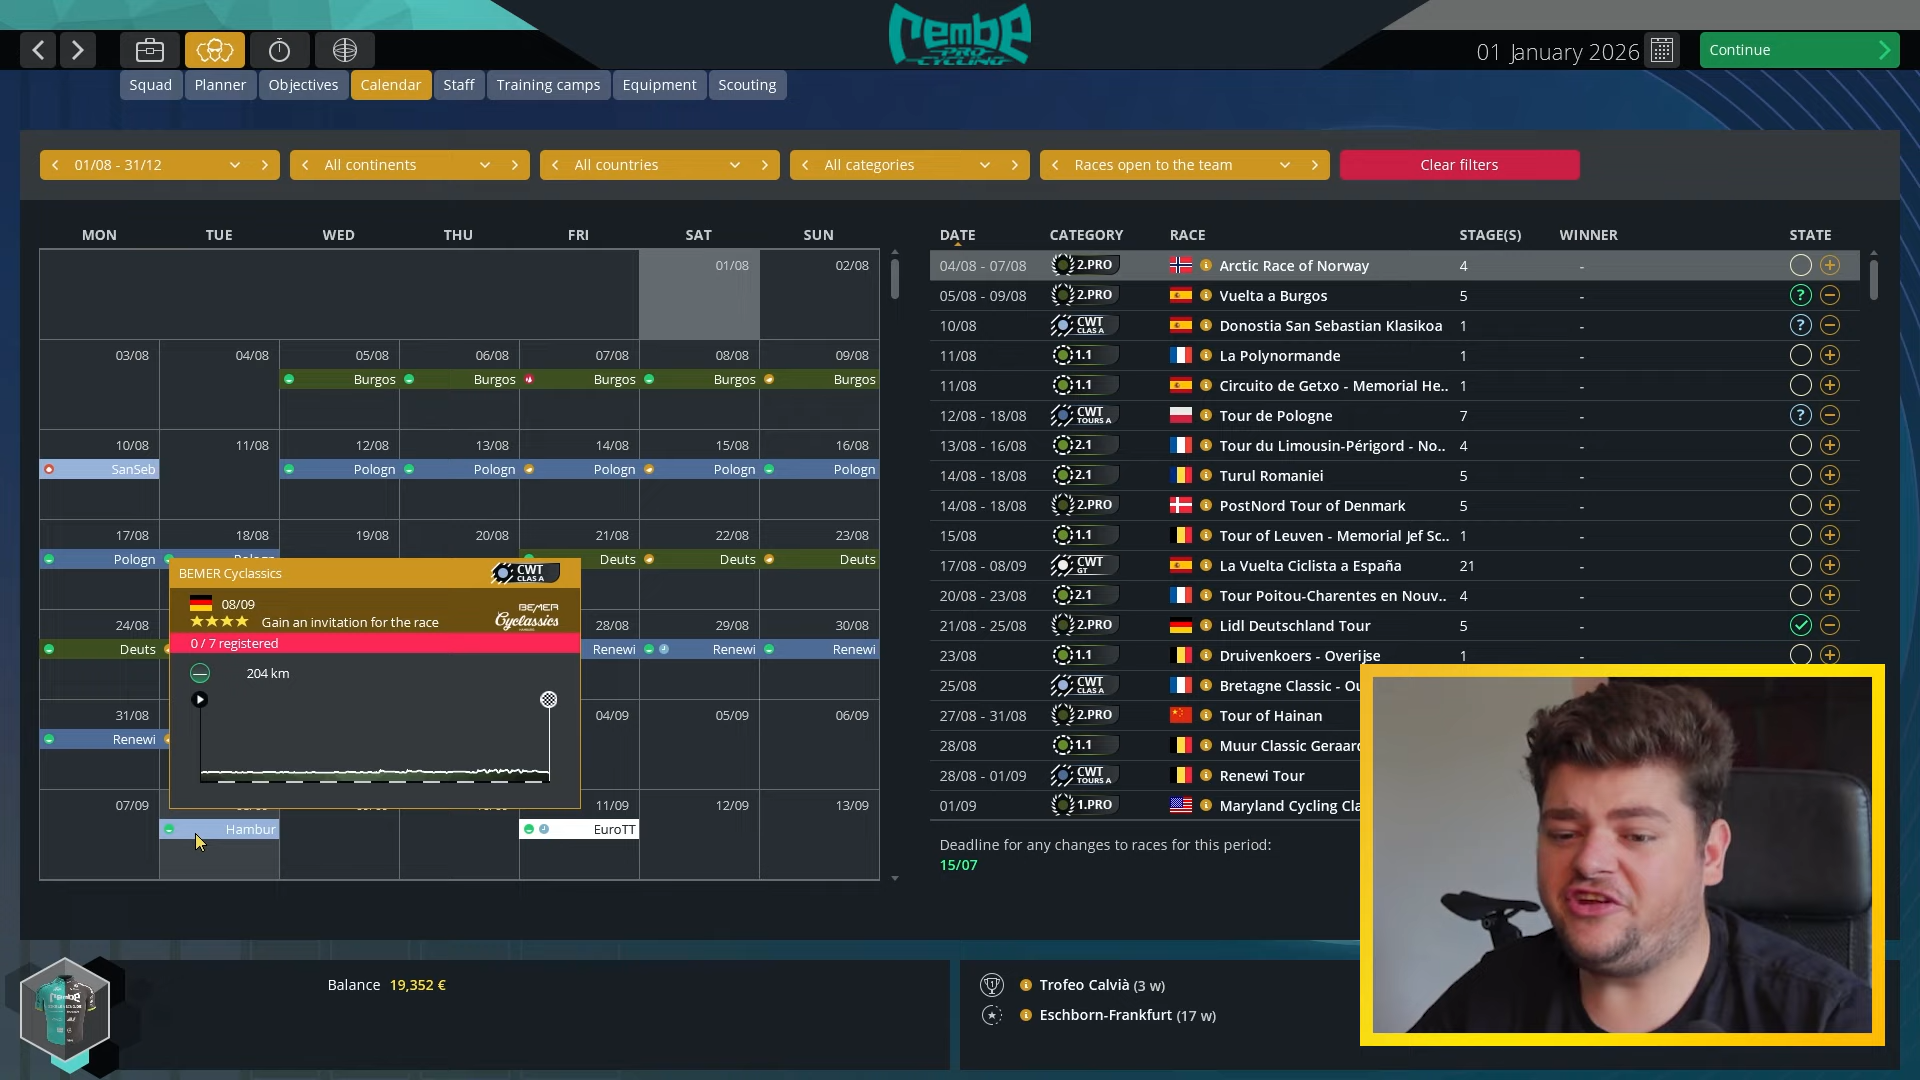 rembe
PRO
CYCLING
01 January 2026
Continue
Squad
Planner
Objectives
Calendar
Staff
Training camps
Equipment
Scouting
01/08 - 31/12
All continents
All countries
All categories
Races open to the team
Clear filters
MON TUE WED THU FRI SAT SUN
01/08 02/08
03/08 04/08 05/08 06/08 07/08 08/08 09/08
Burgos Burgos Burgos Burgos Burgos
10/08 11/08 12/08 13/08 14/08 15/08 16/08
SanSeb Pologn Pologn Pologn Pologn Pologn
17/08 18/08 19/08 20/08 21/08 22/08 23/08
Pologn Pologn Deuts Deuts Deuts
24/08 28/08 29/08 30/08
Deuts Renewi Renewi Renewi
31/08 04/09 05/09 06/09
Renewi
07/09 11/09 12/09 13/09
Hambur EuroTT
BEMER Cyclassics CWT CLAS A
08/09
Gain an invitation for the race
BEMER
Cyclassics
0 / 7 registered
204 km
DATE CATEGORY RACE STAGE(S) WINNER STATE
04/08 - 07/08 2.PRO Arctic Race of Norway 4 -
05/08 - 09/08 2.PRO Vuelta a Burgos 5 -
10/08 CWT CLAS A Donostia San Sebastian Klasikoa 1 -
11/08 1.1 La Polynormande 1 -
11/08 1.1 Circuito de Getxo - Memorial He.. 1 -
12/08 - 18/08 CWT TOURS A Tour de Pologne 7 -
13/08 - 16/08 2.1 Tour du Limousin-Périgord - No.. 4 -
14/08 - 18/08 2.1 Turul Romaniei 5 -
14/08 - 18/08 2.PRO PostNord Tour of Denmark 5 -
15/08 1.1 Tour of Leuven - Memorial Jef Sc.. 1 -
17/08 - 08/09 CWT GT La Vuelta Ciclista a España 21 -
20/08 - 23/08 2.1 Tour Poitou-Charentes en Nouv.. 4 -
21/08 - 25/08 2.PRO Lidl Deutschland Tour 5 -
23/08 1.1 Druivenkoers - Overijse 1 -
25/08 CWT CLAS A Bretagne Classic - Ou
27/08 - 31/08 2.PRO Tour of Hainan
28/08 1.1 Muur Classic Geraard
28/08 - 01/09 CWT TOURS A Renewi Tour
01/09 1.PRO Maryland Cycling Cla
Deadline for any changes to races for this period:
15/07
Balance 19,352 €
Trofeo Calvià (3 w)
Eschborn-Frankfurt (17 w)